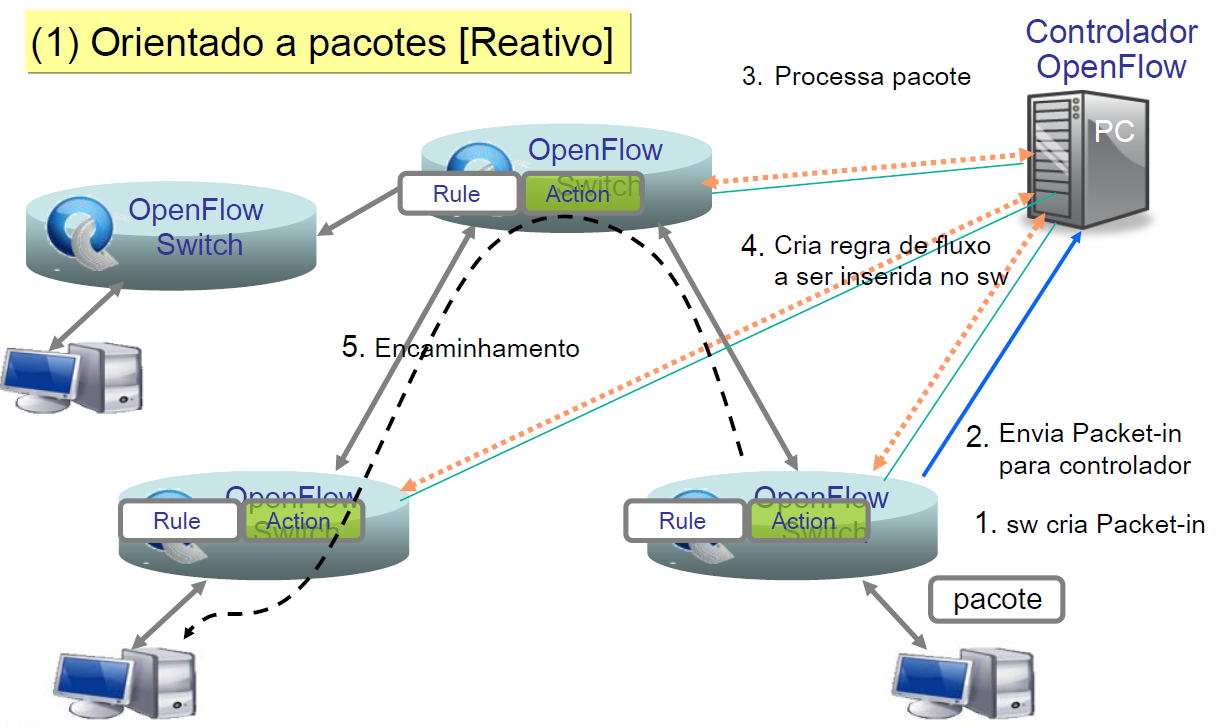 (1) Orientado a pacotes [Reativo]
Controlador
OpenFlow
3. Processa pacote
PC
OpenFlow
Switch
Rule
Action
OpenFlow
Switch
4. Cria regra de fluxo
a ser inserida no sw
5. Encaminhamento
2. Envia Packet-in
para controlador
OpenFlow
Switch
Rule
Action
OpenFlow
Switch
Rule
Action
1. sw cria Packet-in
pacote